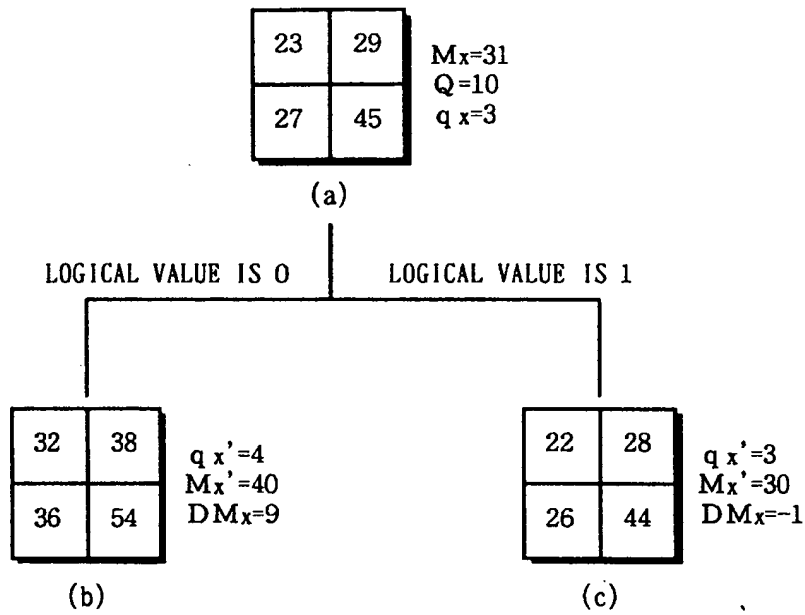 23 29
Mx=31
Q=10
27 45
qx=3
(a)
LOGICAL VALUE IS 0
LOGICAL VALUE IS 1
32 38
qx'=4
Mx'=40
36 54
DMx=9
(b)
22 28
qx'=3
Mx'=30
26 44
DMx=-1
(c)